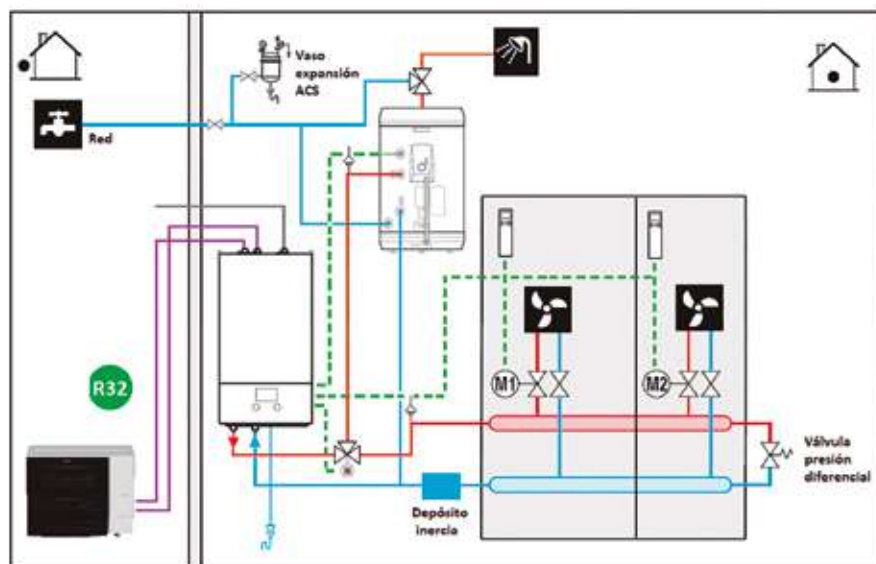 Vaso
expansión
ACS
Red
R32
M1
M2
Válvula
presión
diferencial
Depósito
inercia